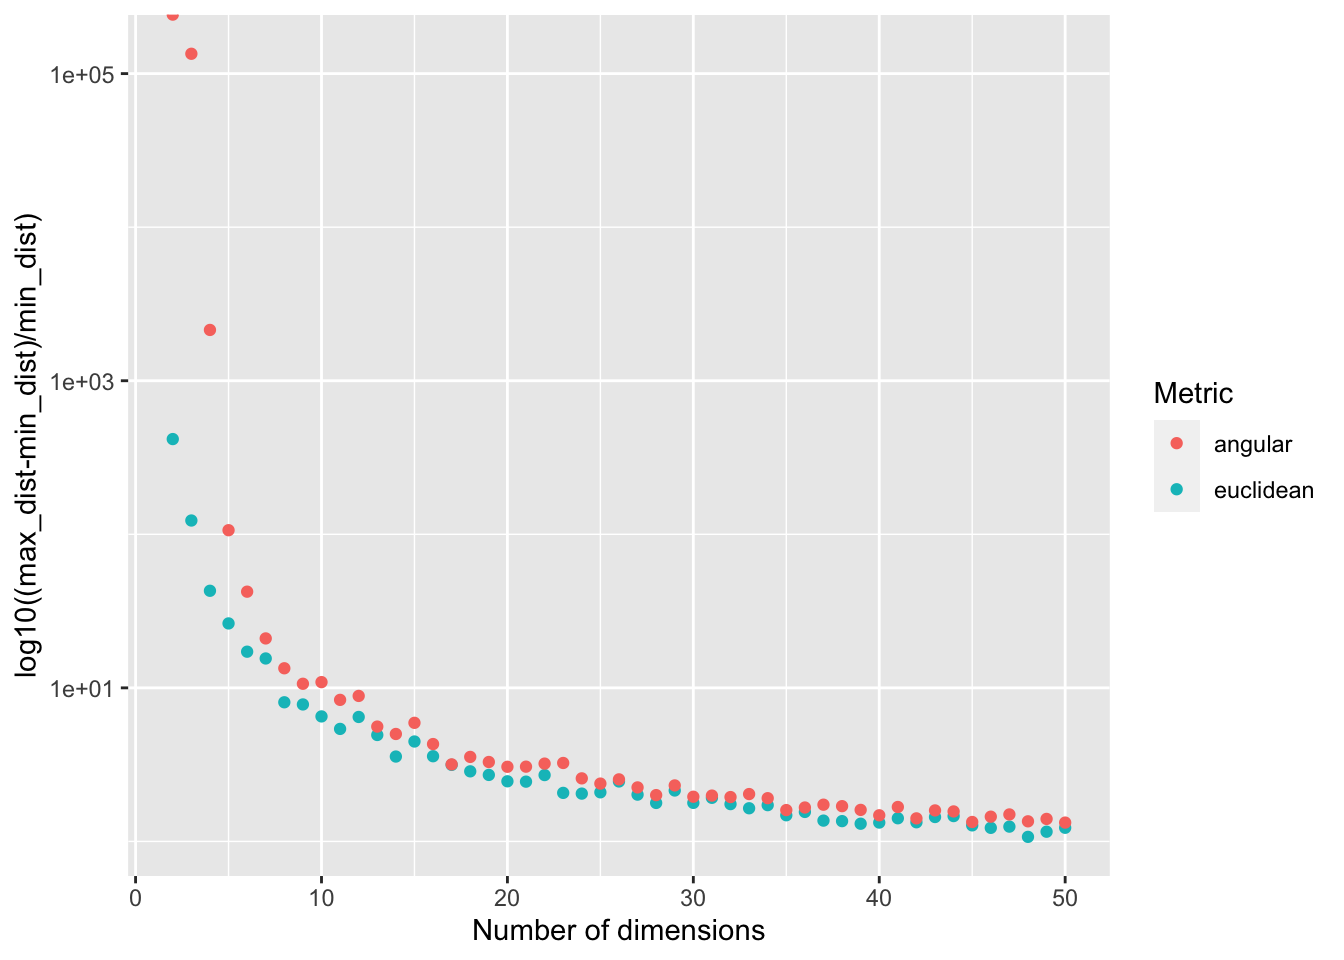 log10((max_dist-min_dist)/min_dist)
1e+05
1e+03
1e+01
0
10
20
30
40
50
Number of dimensions
Metric
angular
euclidean